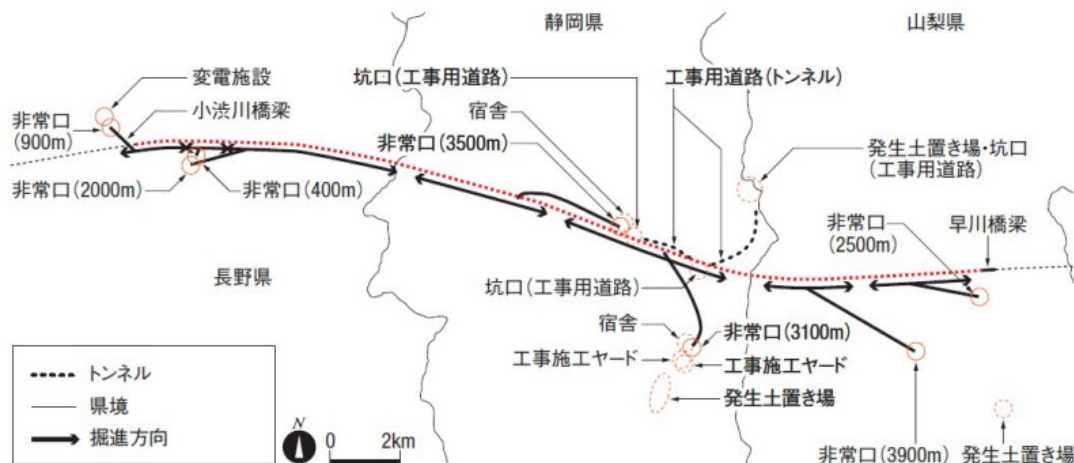 静岡県
山梨県
変電施設
小渋川橋梁
非常口
(900m)
非常口(2000m)
非常口(400m)
坑口(工事用道路)
宿舎
非常口(3500m)
工事用道路(トンネル)
発生土置き場・坑口
(工事用道路)
非常口
(2500m)
早川橋梁
長野県
坑口(工事用道路)
宿舎
非常口(3100m)
工事施工ヤード
工事施工ヤード
発生土置き場
非常口(3900m)
発生土置き場
トンネル
県境
掘進方向
N
0 2km